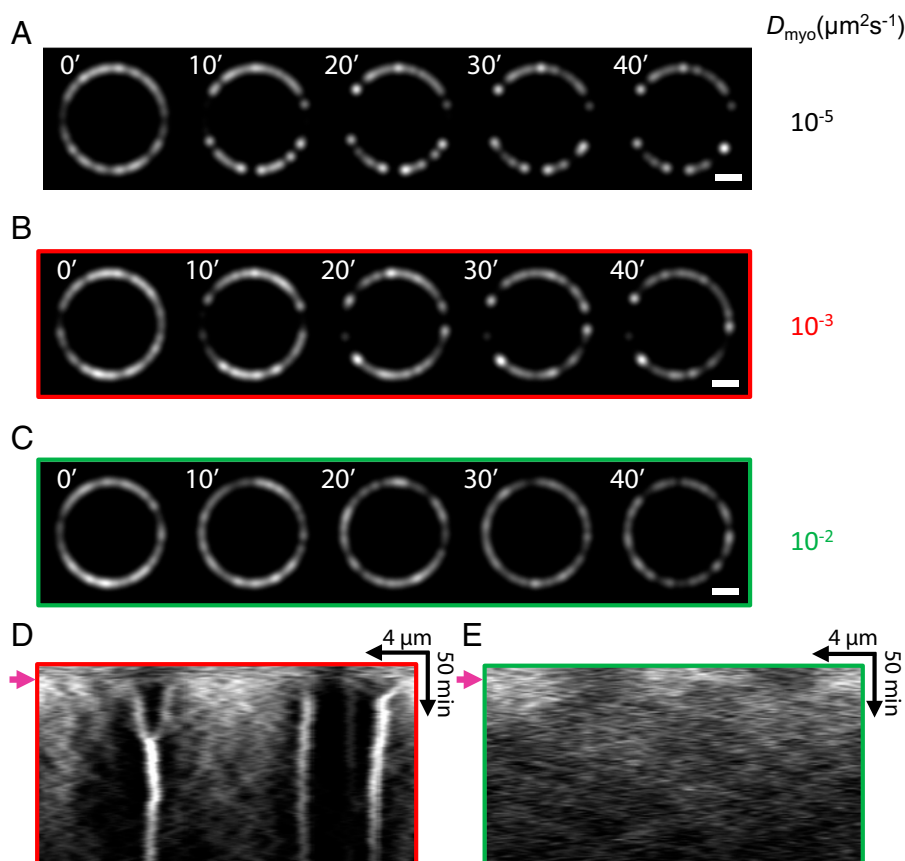 A
D_myo(µm²s⁻¹)
0′ 10′ 20′ 30′ 40′
10⁻⁵
B
0′ 10′ 20′ 30′ 40′
10⁻³
C
0′ 10′ 20′ 30′ 40′
10⁻²
D
4 µm
50 min
E
4 µm
50 min